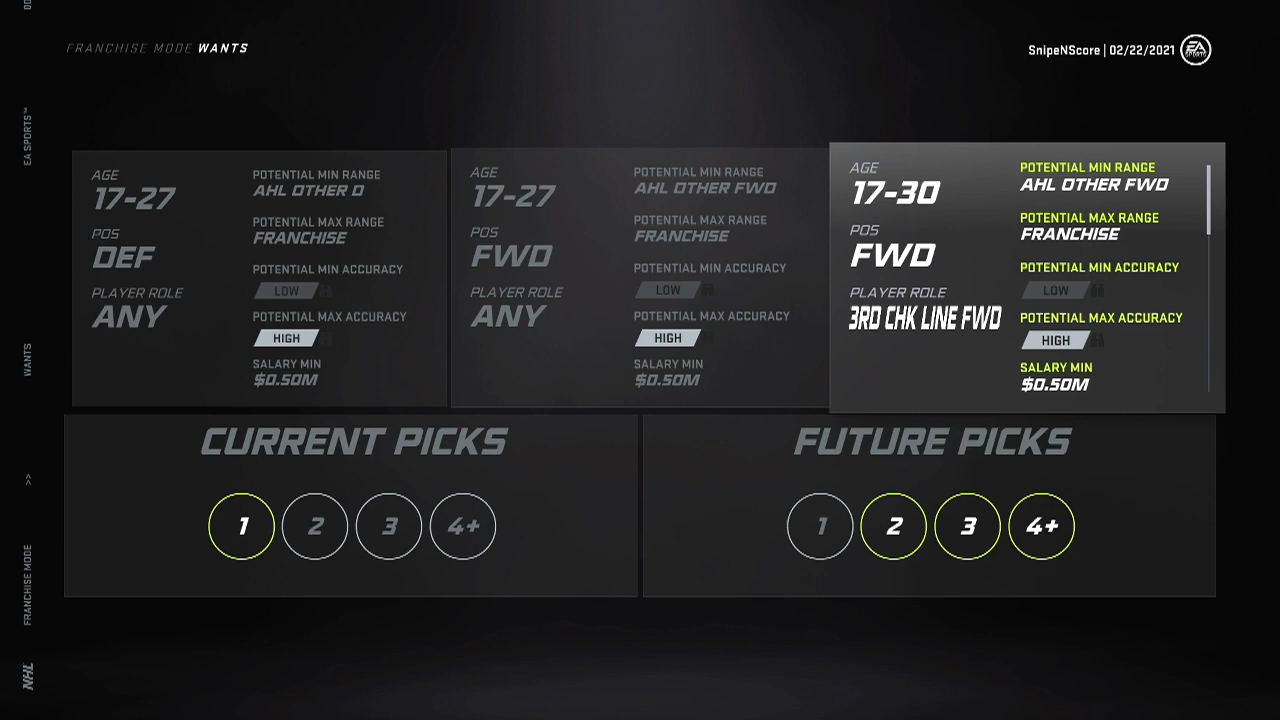 FRANCHISE MODE WANTS
SnipeNScore | 02/22/2021
EA SPORTS
AGE
17-27
POS
DEF
PLAYER ROLE
ANY
POTENTIAL MIN RANGE
AHL OTHER D
POTENTIAL MAX RANGE
FRANCHISE
POTENTIAL MIN ACCURACY
LOW
POTENTIAL MAX ACCURACY
HIGH
SALARY MIN
$0.50M
AGE
17-27
POS
FWD
PLAYER ROLE
ANY
POTENTIAL MIN RANGE
AHL OTHER FWD
POTENTIAL MAX RANGE
FRANCHISE
POTENTIAL MIN ACCURACY
LOW
POTENTIAL MAX ACCURACY
HIGH
SALARY MIN
$0.50M
AGE
17-30
POS
FWD
PLAYER ROLE
3RD CHK LINE FWD
POTENTIAL MIN RANGE
AHL OTHER FWD
POTENTIAL MAX RANGE
FRANCHISE
POTENTIAL MIN ACCURACY
LOW
POTENTIAL MAX ACCURACY
HIGH
SALARY MIN
$0.50M
CURRENT PICKS
1 2 3 4+
FUTURE PICKS
1 2 3 4+
NHL FRANCHISE MODE >> WANTS EA SPORTS™